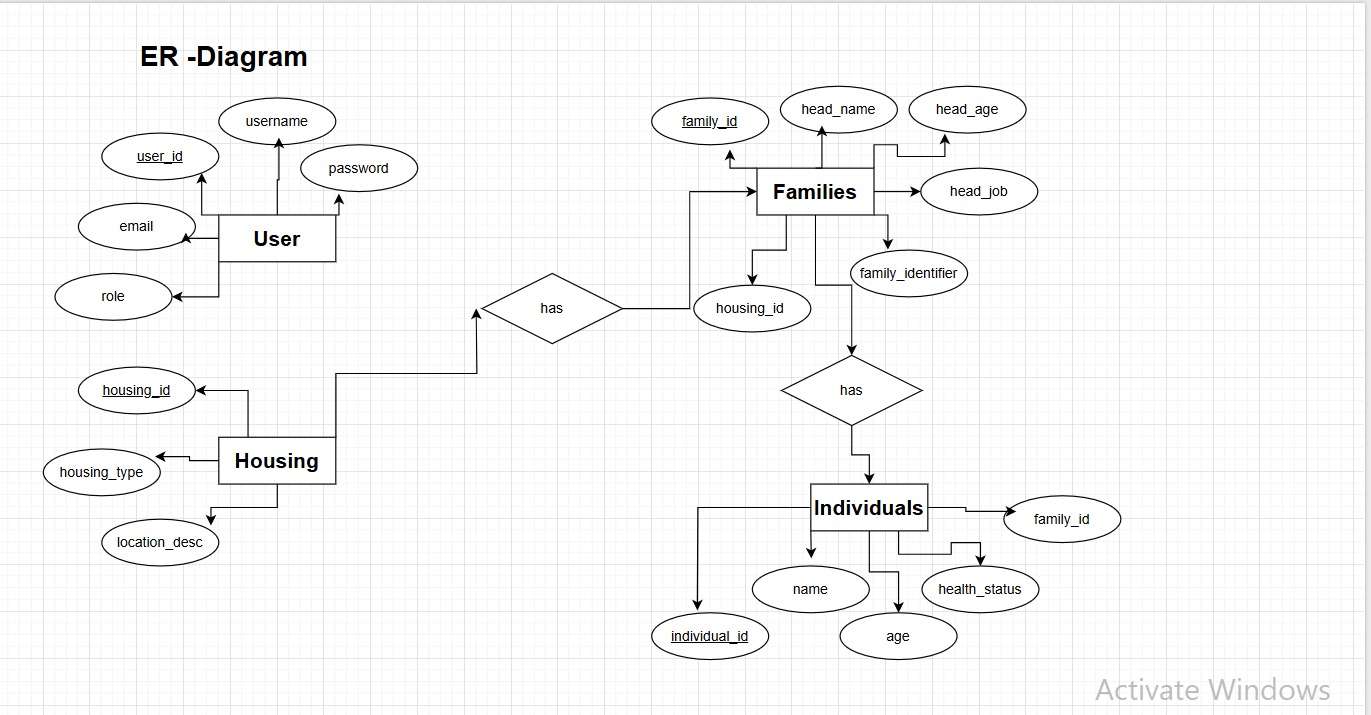 ER -Diagram
username
user_id
password
email
User
role
family_id
head_name
head_age
Families
head_job
family_identifier
housing_id
has
has
housing_id
Housing
housing_type
location_desc
Individuals
family_id
name
health_status
individual_id
age
Activate Windows